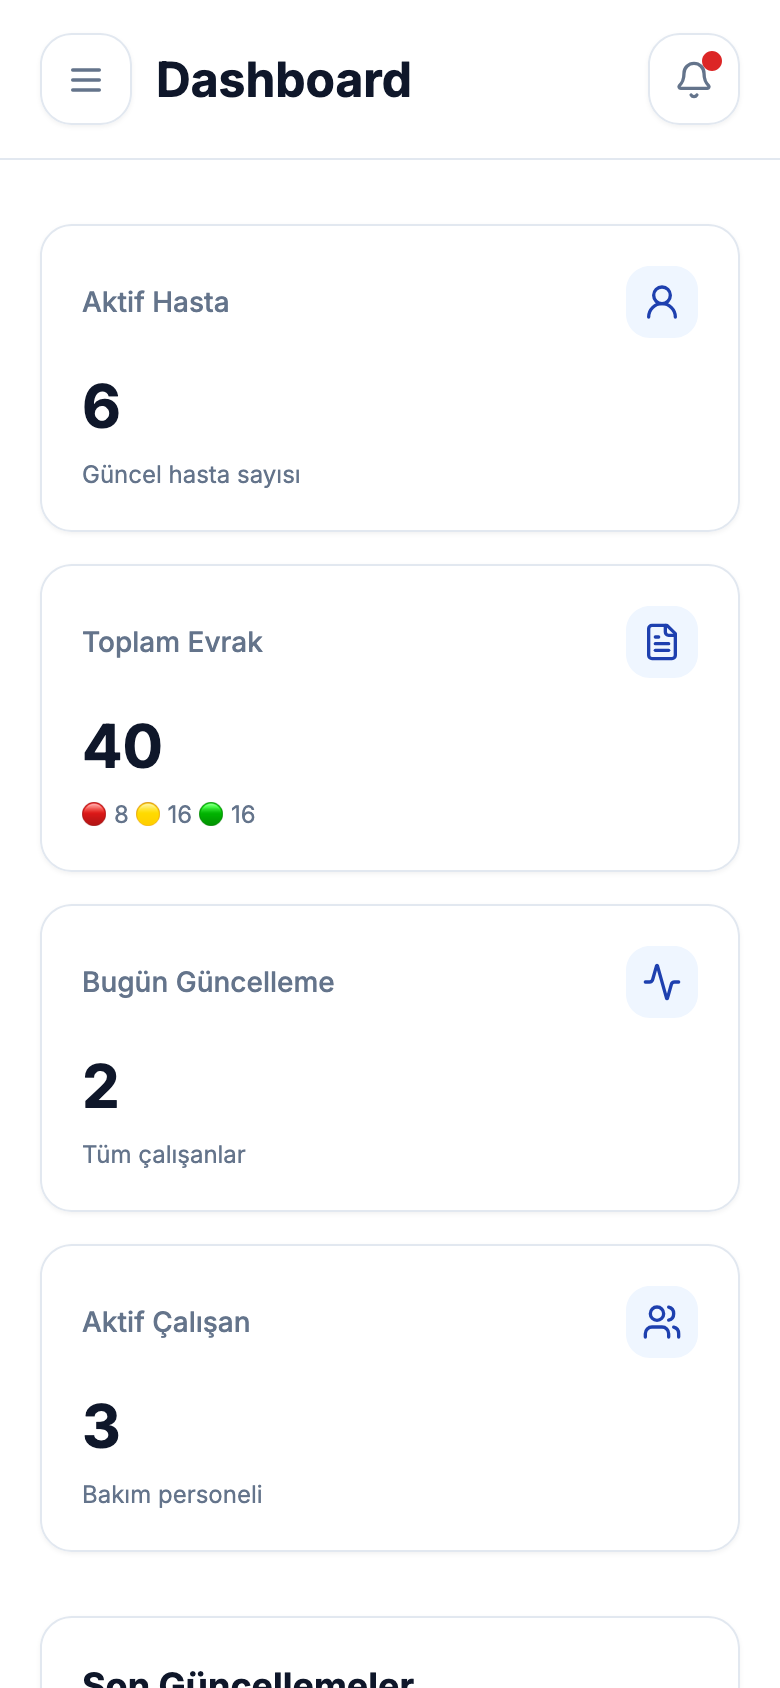 Dashboard
Aktif Hasta
6
Güncel hasta sayısı
Toplam Evrak
40
🔴 8 🟡 16 🟢 16
Bugün Güncelleme
2
Tüm çalışanlar
Aktif Çalışan
3
Bakım personeli
Son Güncellemeler